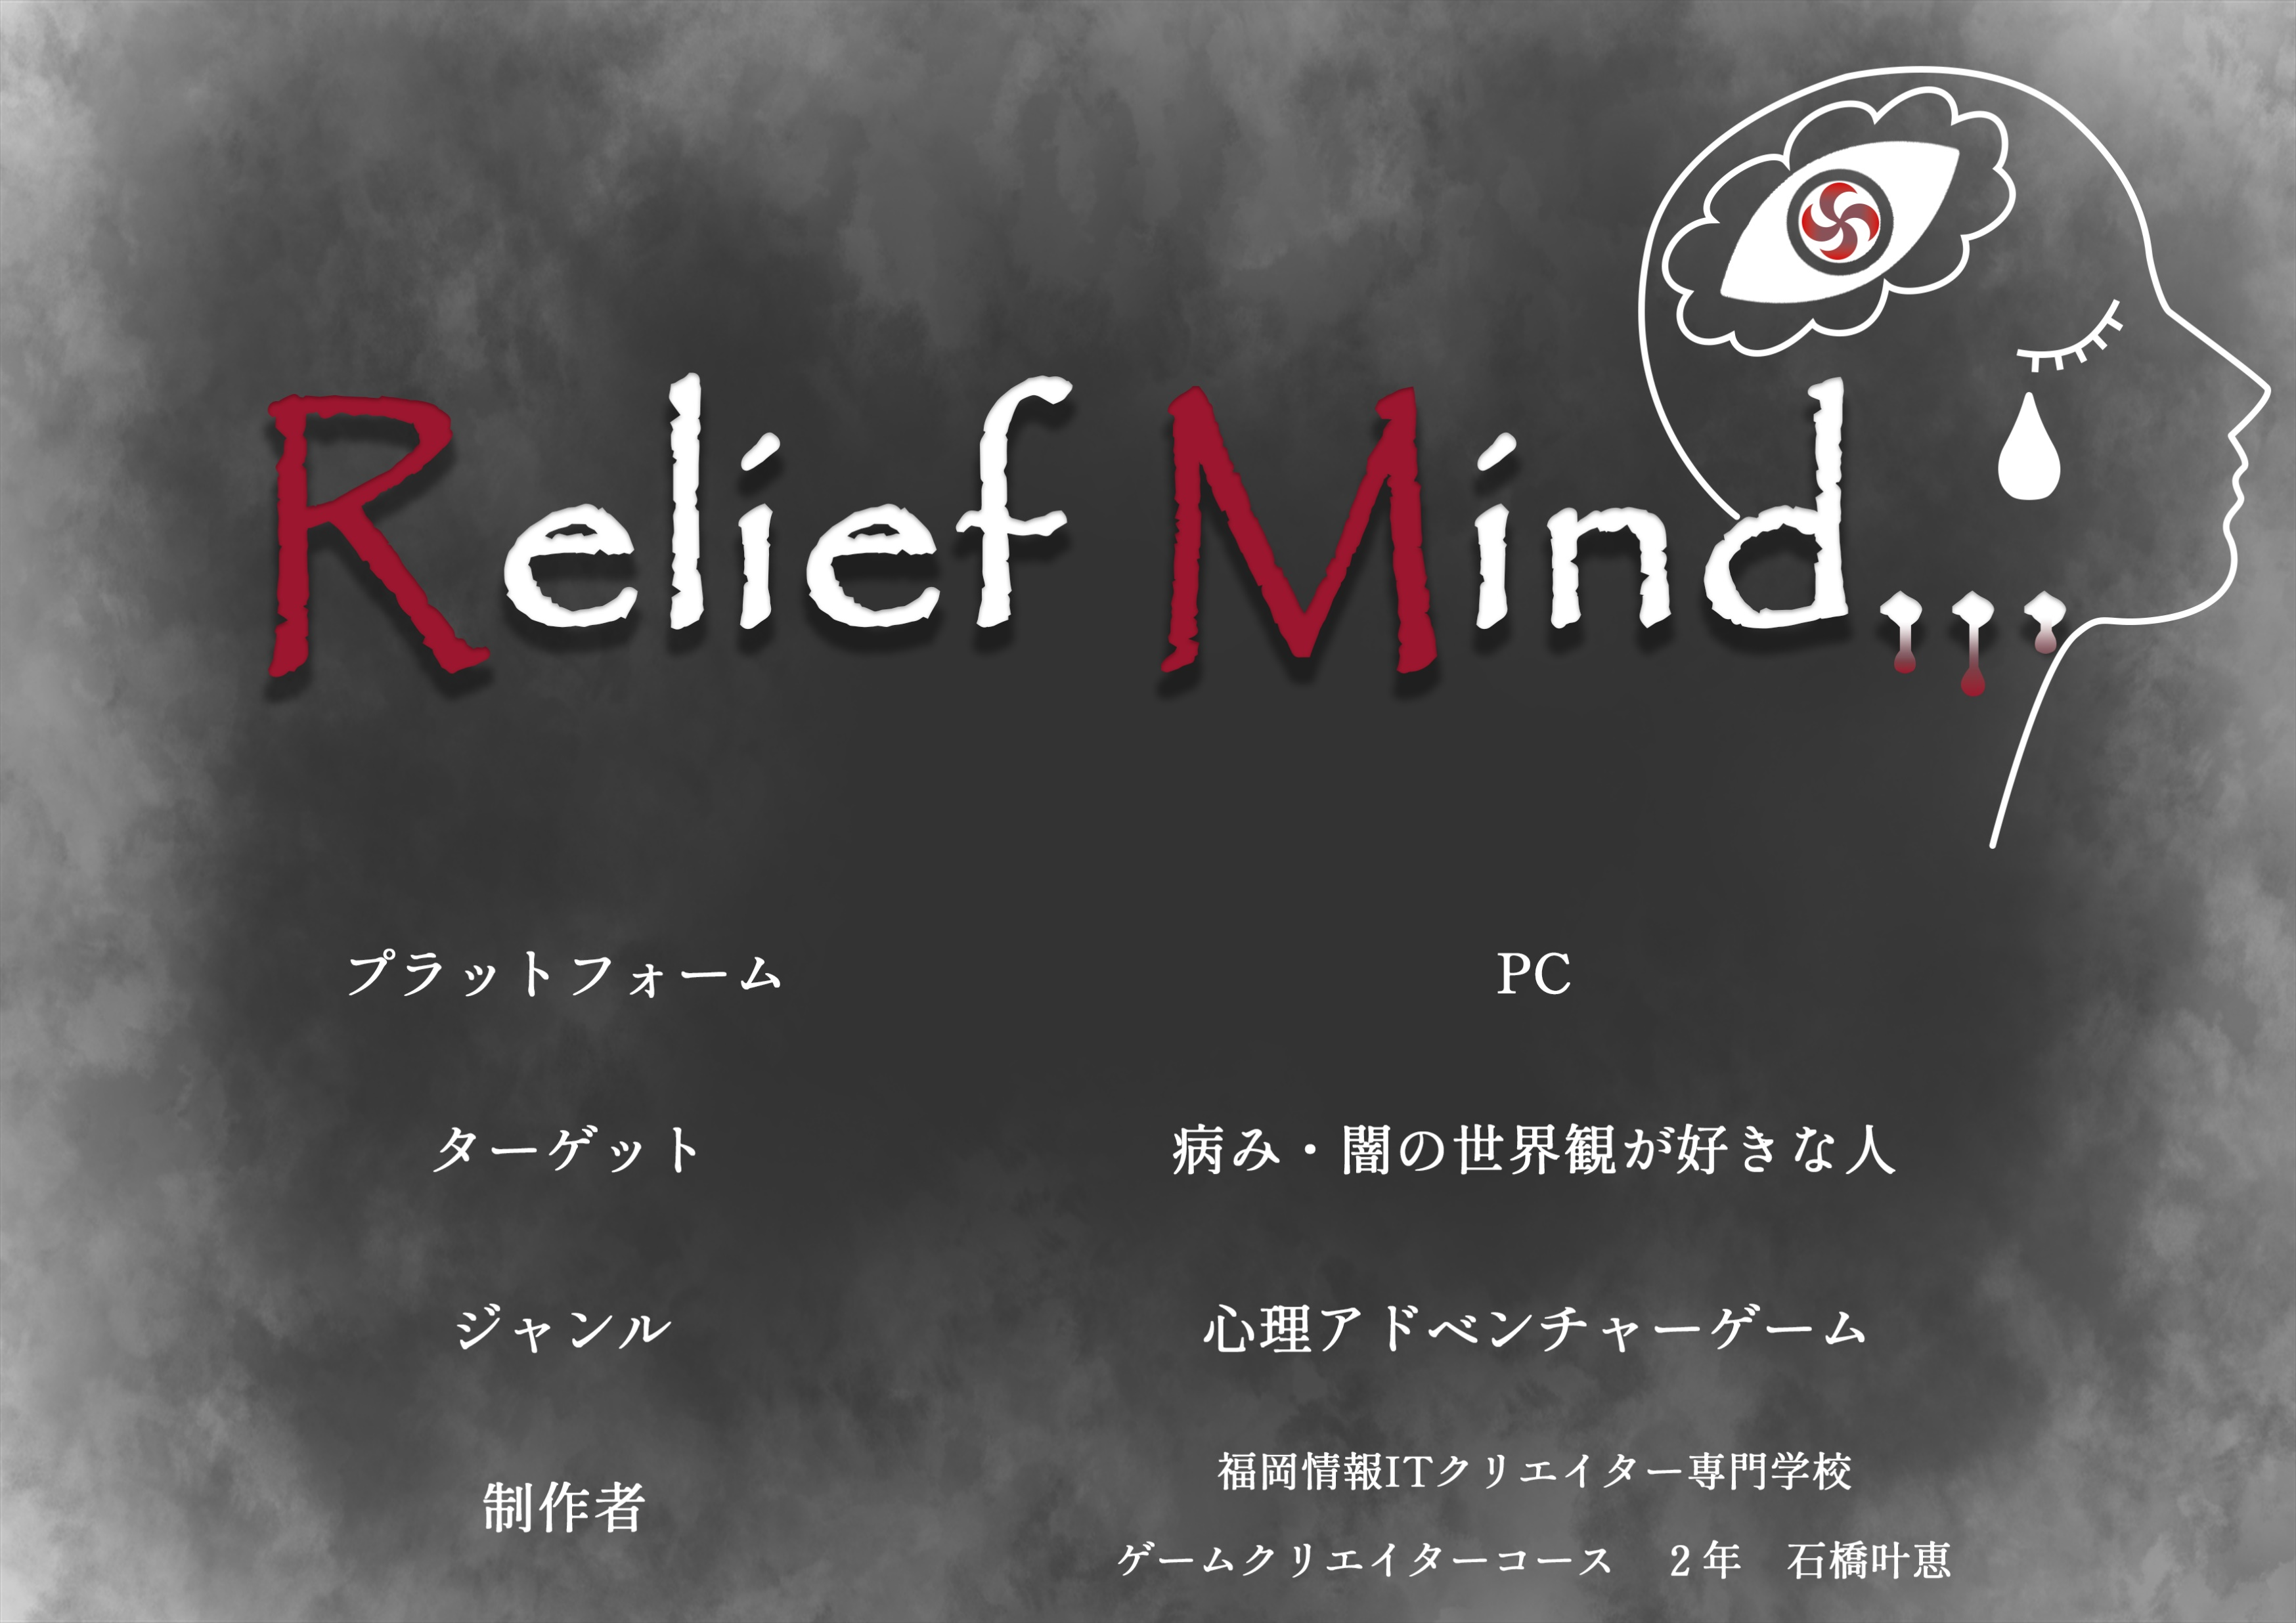 Relief Mind...
プラットフォーム PC
ターゲット 病み・闇の世界観が好きな人
ジャンル 心理アドベンチャーゲーム
制作者
福岡情報ITクリエイター専門学校
ゲームクリエイターコース　２年　石橋叶恵